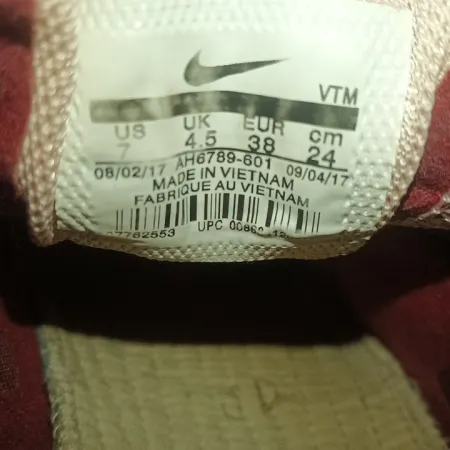 VTM
US UK EUR cm
7 4.5 38 24
08/02/17 AH6789-601 09/04/17
MADE IN VIETNAM
FABRIQUE AU VIETNAM
UPC